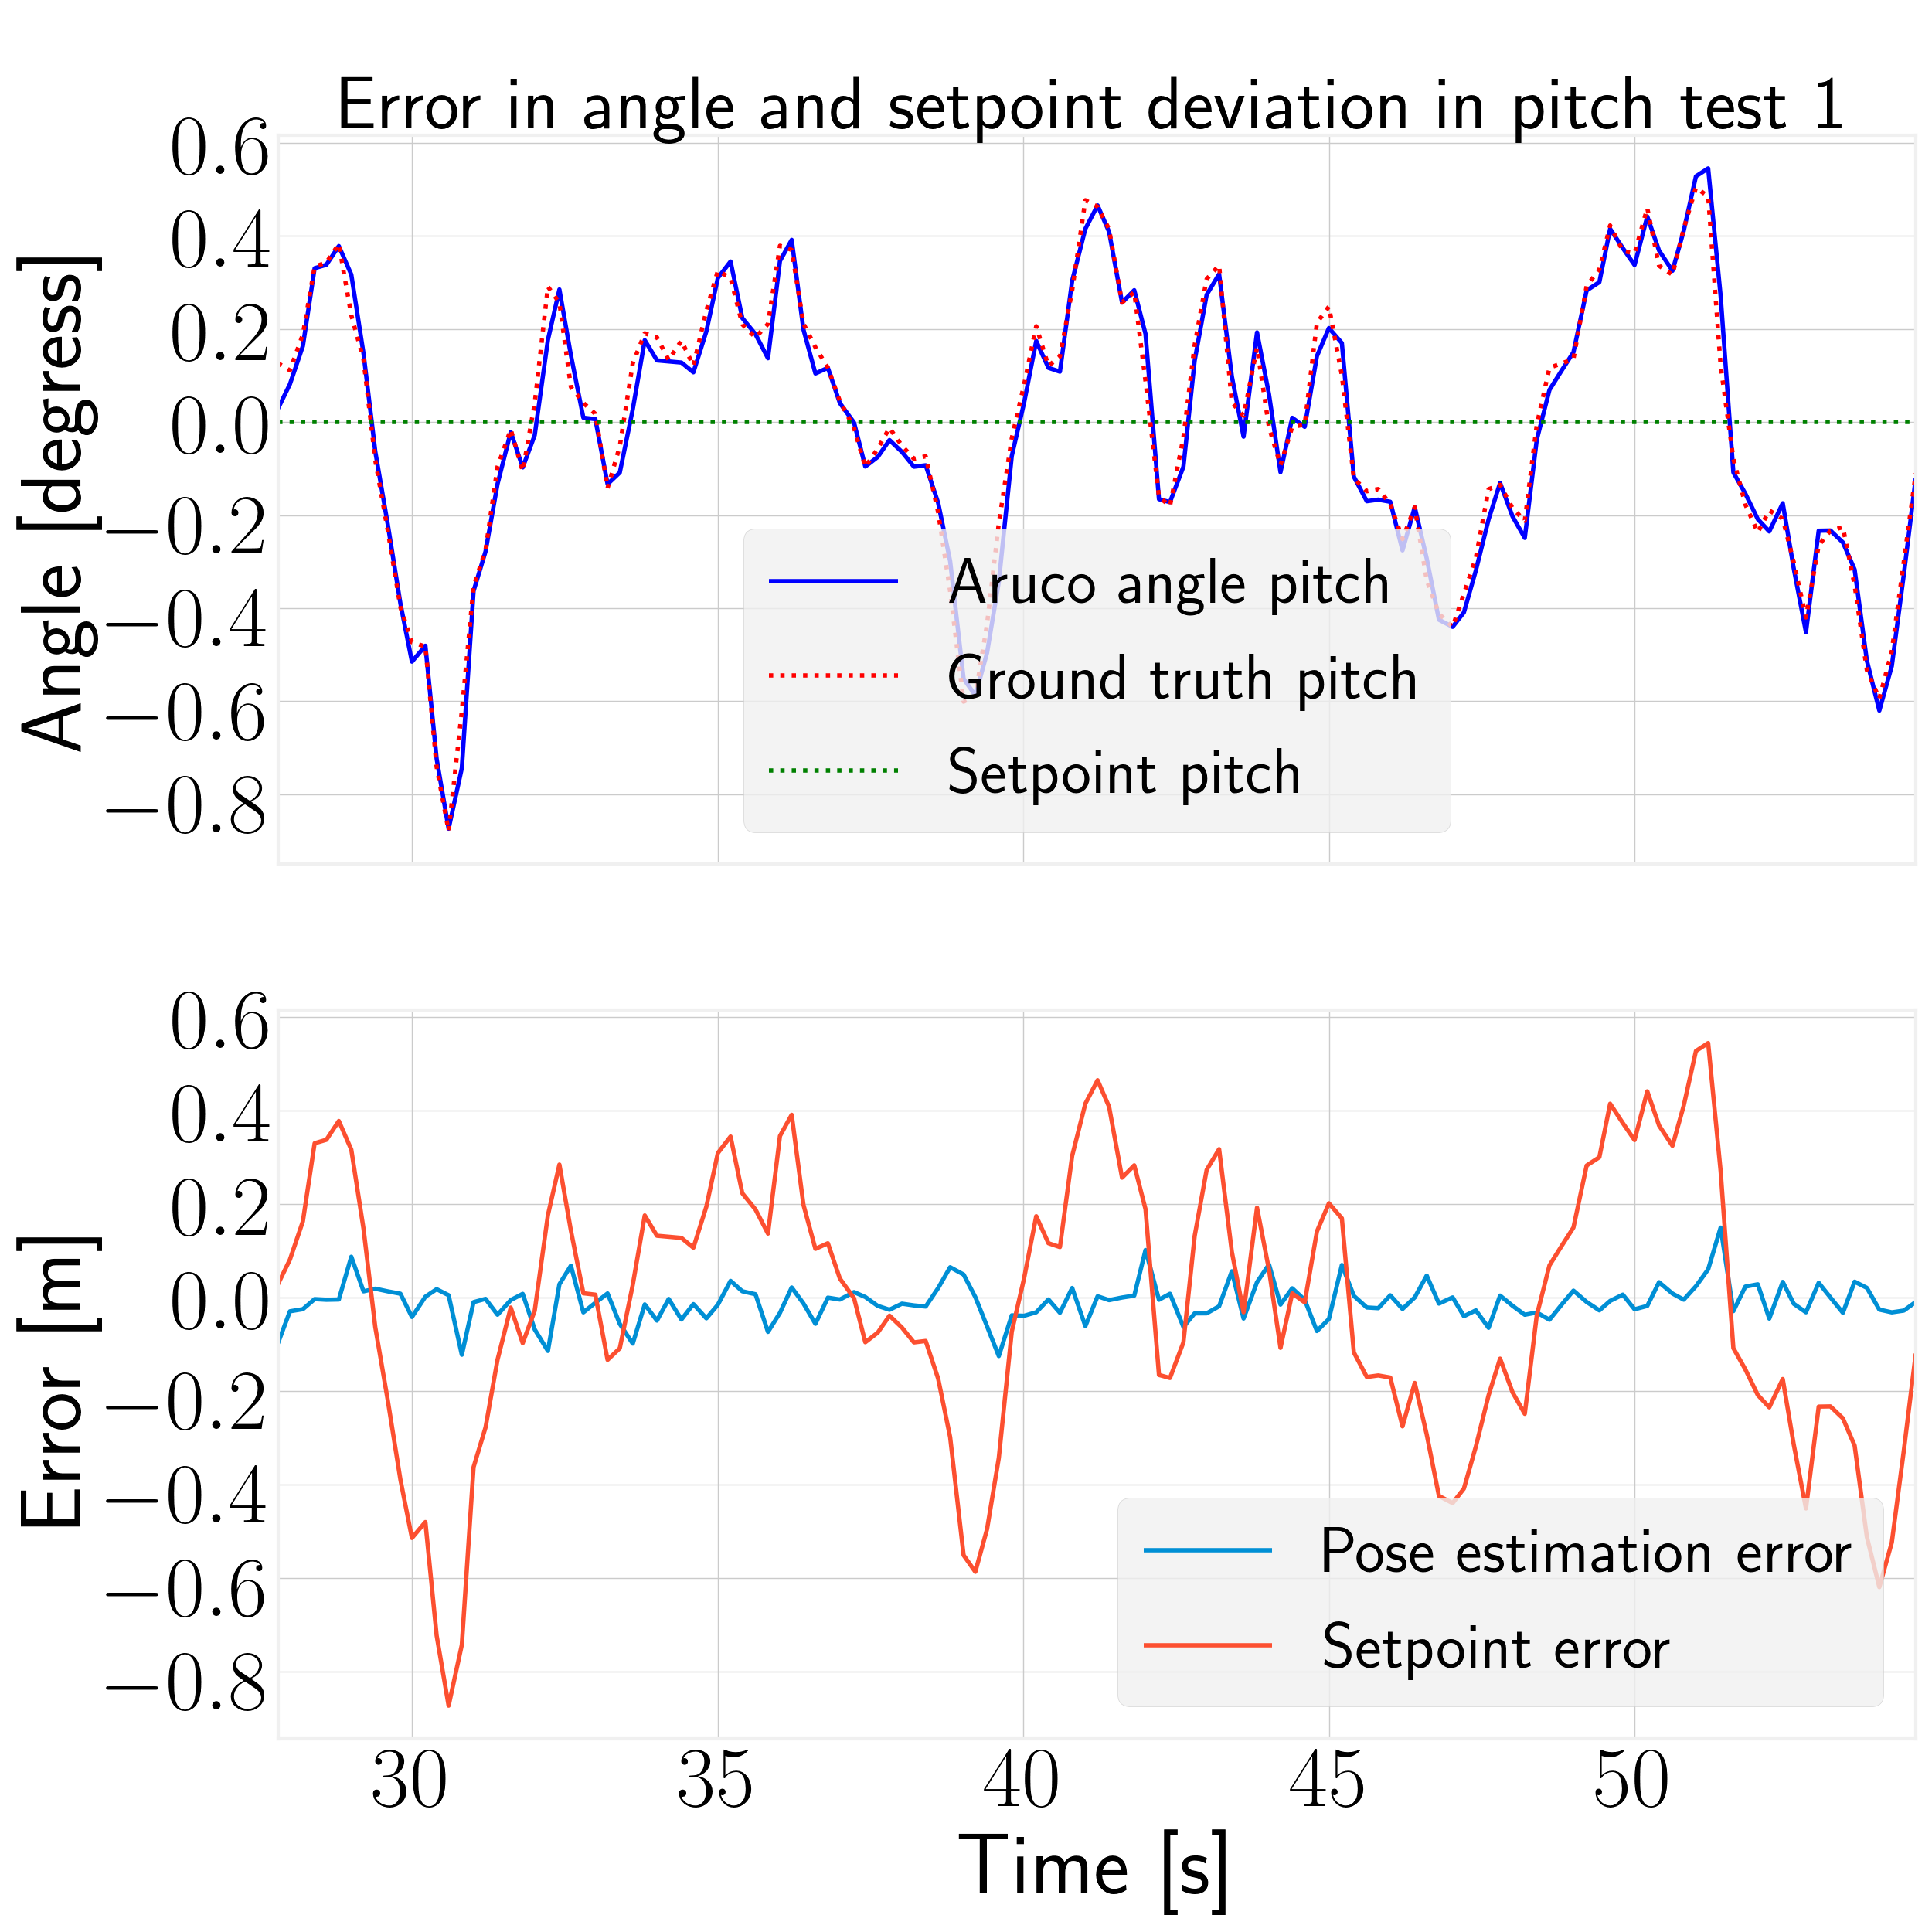 Error in angle and setpoint deviation in pitch test 1
Angle [degress]
0.6
0.4
0.2
0.0
−0.2
−0.4
−0.6
−0.8
Aruco angle pitch
Ground truth pitch
Setpoint pitch
Error [m]
0.6
0.4
0.2
0.0
−0.2
−0.4
−0.6
−0.8
Pose estimation error
Setpoint error
30 35 40 45 50
Time [s]